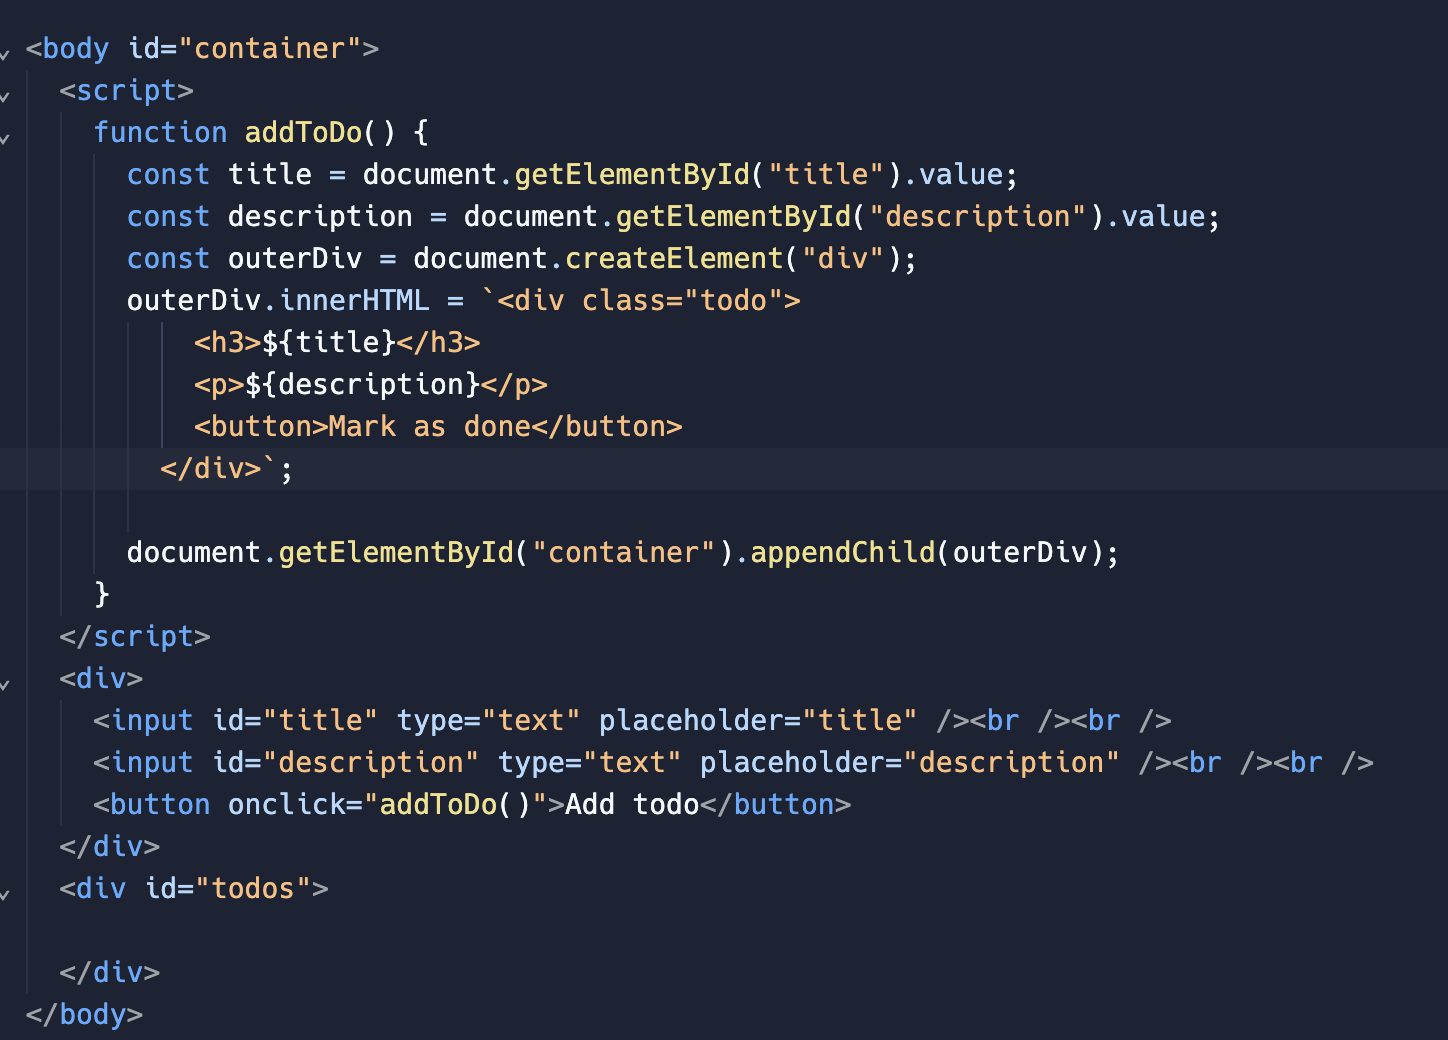 <body id="container">
<script>
function addToDo() {
const title = document.getElementById("title").value;
const description = document.getElementById("description").value;
const outerDiv = document.createElement("div");
outerDiv.innerHTML = `<div class="todo">
<h3>${title}</h3>
<p>${description}</p>
<button>Mark as done</button>
</div>`;
document.getElementById("container").appendChild(outerDiv);
}
</script>
<div>
<input id="title" type="text" placeholder="title" /><br /><br />
<input id="description" type="text" placeholder="description" /><br /><br />
<button onclick="addToDo()">Add todo</button>
</div>
<div id="todos">
</div>
</body>